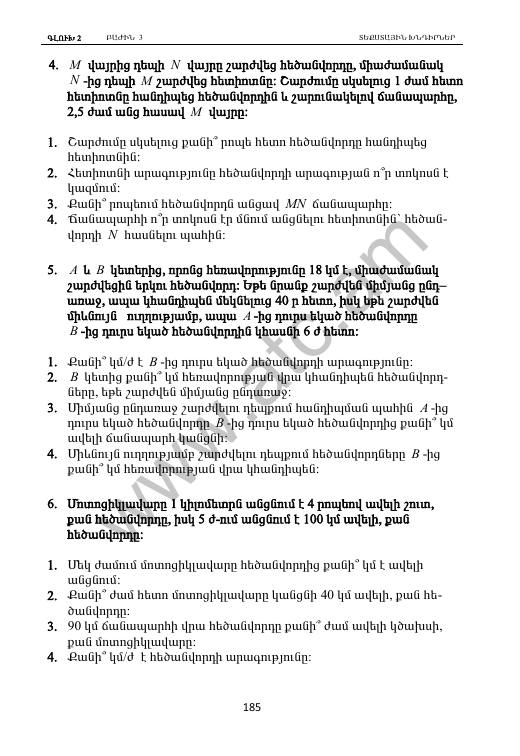 ԳԼՈՒԽ 2 ԲԱԺԻՆ 3 ՏԵՔՍՏԱՅԻՆ ԽՆԴԻՐՆԵՐ
4. M վայրից դեպի N վայրը շարժվեց հեծանվորդը, միաժամանակ
N -ից դեպի M շարժվեց հետիոտնը: Շարժումը սկսելուց 1 ժամ հետո
հետիոտնը հանդիպեց հեծանվորդին և շարունակելով ճանապարհը,
2,5 ժամ անց հասավ M վայրը:
1. Շարժումը սկսելուց քանի՞ րոպե հետո հեծանվորդը հանդիպեց
հետիոտնին:
2. Հետիոտնի արագությունը հեծանվորդի արագության ո՞ր տոկոսն է
կազմում:
3. Քանի՞ րոպեում հեծանվորդն անցավ MN ճանապարհը:
4. Ճանապարհի ո՞ր տոկոսն էր մնում անցնելու հետիոտնին՝ հեծան-
վորդի N հասնելու պահին:
5. A և B կետերից, որոնց հեռավորությունը 18 կմ է, միաժամանակ
շարժվեցին երկու հեծանվորդ: Եթե նրանք շարժվեն միմյանց ընդ–
առաջ, ապա կհանդիպեն մեկնելուց 40 ր հետո, իսկ եթե շարժվեն
միևնույն ուղղությամբ, ապա A -ից դուրս եկած հեծանվորդը
B -ից դուրս եկած հեծանվորդին կհասնի 6 ժ հետո:
1. Քանի՞ կմ/ժ է B -ից դուրս եկած հեծանվորդի արագությունը:
2. B կետից քանի՞ կմ հեռավորության վրա կհանդիպեն հեծանվորդ-
ները, եթե շարժվեն միմյանց ընդառաջ:
3. Միմյանց ընդառաջ շարժվելու դեպքում հանդիպման պահին A -ից
դուրս եկած հեծանվորդը B -ից դուրս եկած հեծանվորդից քանի՞ կմ
ավելի ճանապարհ կանցնի:
4. Միևնույն ուղղությամբ շարժվելու դեպքում հեծանվորդները B -ից
քանի՞ կմ հեռավորության վրա կհանդիպեն:
6. Մոտոցիկլավարը 1 կիլոմետրն անցնում է 4 րոպեով ավելի շուտ,
քան հեծանվորդը, իսկ 5 ժ-ում անցնում է 100 կմ ավելի, քան
հեծանվորդը:
1. Մեկ ժամում մոտոցիկլավարը հեծանվորդից քանի՞ կմ է ավելի
անցնում:
2. Քանի՞ ժամ հետո մոտոցիկլավարը կանցնի 40 կմ ավելի, քան հե-
ծանվորդը:
3. 90 կմ ճանապարհի վրա հեծանվորդը քանի՞ ժամ ավելի կծախսի,
քան մոտոցիկլավարը:
4. Քանի՞ կմ/ժ է հեծանվորդի արագությունը:
www.atc.am
185